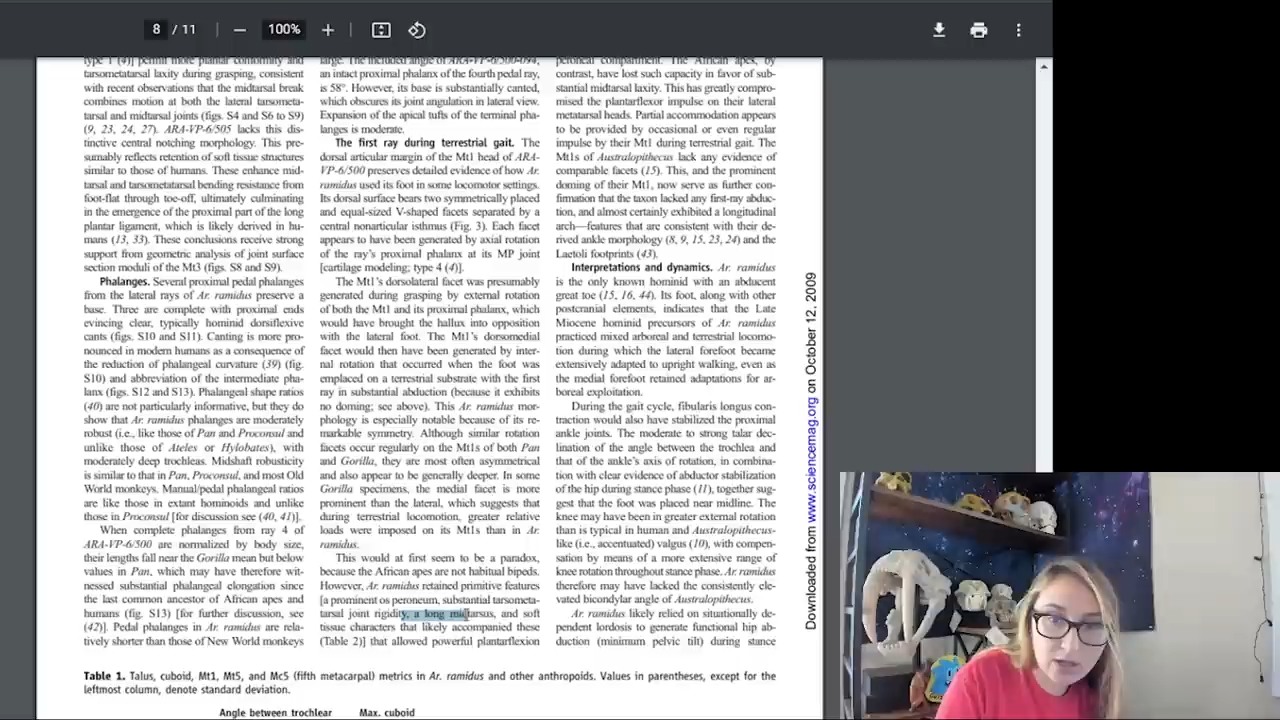 8 / 11
100%
type 1 (4)] permit more plantar conformity and
tarsometatarsal laxity during grasping, consistent
with recent observations that the midtarsal break
combines motion at both the lateral tarsometa-
tarsal and midtarsal joints (figs. S4 and S6 to S9)
(9, 23, 24, 27). ARA-VP-6/505 lacks this dis-
tinctive central notching morphology. This pre-
sumably reflects retention of soft tissue structures
similar to those of humans. These enhance mid-
tarsal and tarsometatarsal bending resistance from
foot-flat through toe-off, ultimately culminating
in the emergence of the proximal part of the long
plantar ligament, which is likely derived in hu-
mans (13, 33). These conclusions receive strong
support from geometric analysis of joint surface
section moduli of the Mt3 (figs. S8 and S9).
Phalanges. Several proximal pedal phalanges
from the lateral rays of Ar. ramidus preserve a
base. Three are complete with proximal ends
evincing clear, typically hominid dorsiflexive
cants (figs. S10 and S11). Canting is more pro-
nounced in modern humans as a consequence of
the reduction of phalangeal curvature (39) (fig.
S10) and abbreviation of the intermediate pha-
lanx (figs. S12 and S13). Phalangeal shape ratios
(40) are not particularly informative, but they do
show that Ar. ramidus phalanges are moderately
robust (i.e., like those of Pan and Proconsul and
unlike those of Ateles or Hylobates), with
moderately deep trochleas. Midshaft robusticity
is similar to that in Pan, Proconsul, and most Old
World monkeys. Manual/pedal phalangeal ratios
are like those in extant hominoids and unlike
those in Proconsul [for discussion see (40, 41)].
When complete phalanges from ray 4 of
ARA-VP-6/500 are normalized by body size,
their lengths fall near the Gorilla mean but below
values in Pan, which may have therefore wit-
nessed substantial phalangeal elongation since
the last common ancestor of African apes and
humans (fig. S13) [for further discussion, see
(42)]. Pedal phalanges in Ar. ramidus are rela-
tively shorter than those of New World monkeys
large. The included angle of ARA-VP-6/500-094,
an intact proximal phalanx of the fourth pedal ray,
is 58°. However, its base is substantially canted,
which obscures its joint angulation in lateral view.
Expansion of the apical tufts of the terminal pha-
langes is moderate.
The first ray during terrestrial gait. The
dorsal articular margin of the Mt1 head of ARA-
VP-6/500 preserves detailed evidence of how Ar.
ramidus used its foot in some locomotor settings.
Its dorsal surface bears two symmetrically placed
and equal-sized V-shaped facets separated by a
central nonarticular isthmus (Fig. 3). Each facet
appears to have been generated by axial rotation
of the ray's proximal phalanx at its MP joint
[cartilage modeling; type 4 (4)].
The Mt1's dorsolateral facet was presumably
generated during grasping by external rotation
of both the Mt1 and its proximal phalanx, which
would have brought the hallux into opposition
with the lateral foot. The Mt1's dorsomedial
facet would then have been generated by inter-
nal rotation that occurred when the foot was
emplaced on a terrestrial substrate with the first
ray in substantial abduction (because it exhibits
no doming; see above). This Ar. ramidus mor-
phology is especially notable because of its re-
markable symmetry. Although similar rotation
facets occur regularly on the Mt1s of both Pan
and Gorilla, they are most often asymmetrical
and also appear to be generally deeper. In some
Gorilla specimens, the medial facet is more
prominent than the lateral, which suggests that
during terrestrial locomotion, greater relative
loads were imposed on its Mt1s than in Ar.
ramidus.
This would at first seem to be a paradox,
because the African apes are not habitual bipeds.
However, Ar. ramidus retained primitive features
[a prominent os peroneum, substantial tarsometa-
tarsal joint rigidity, a long midtarsus, and soft
tissue characters that likely accompanied these
(Table 2)] that allowed powerful plantarflexion
peroneal compartment. The African apes, by
contrast, have lost such capacity in favor of sub-
stantial midtarsal laxity. This has greatly compro-
mised the plantarflexor impulse on their lateral
metatarsal heads. Partial accommodation appears
to be provided by occasional or even regular
impulse by their Mt1 during terrestrial gait. The
Mt1s of Australopithecus lack any evidence of
comparable facets (15). This, and the prominent
doming of their Mt1, now serve as further con-
firmation that the taxon lacked any first-ray abduc-
tion, and almost certainly exhibited a longitudinal
arch—features that are consistent with their de-
rived ankle morphology (8, 9, 15, 23, 24) and the
Laetoli footprints (43).
Interpretations and dynamics. Ar. ramidus
is the only known hominid with an abducent
great toe (15, 16, 44). Its foot, along with other
postcranial elements, indicates that the Late
Miocene hominid precursors of Ar. ramidus
practiced mixed arboreal and terrestrial locomo-
tion during which the lateral forefoot became
extensively adapted to upright walking, even as
the medial forefoot retained adaptations for ar-
boreal exploitation.
During the gait cycle, fibularis longus con-
traction would also have stabilized the proximal
ankle joints. The moderate to strong talar dec-
lination of the angle between the trochlea and
that of the ankle's axis of rotation, in combina-
tion with clear evidence of abductor stabilization
of the hip during stance phase (11), together sug-
gest that the foot was placed near midline. The
knee may have been in greater external rotation
than is typical in human and Australopithecus-
like (i.e., accentuated) valgus (10), with compen-
sation by means of a more extensive range of
knee rotation throughout stance phase. Ar. ramidus
therefore may have lacked the consistently ele-
vated bicondylar angle of Australopithecus.
Ar. ramidus likely relied on situationally de-
pendent lordosis to generate functional hip ab-
duction (minimum pelvic tilt) during stance
Downloaded from www.sciencemag.org on October 12, 2009
Table 1. Talus, cuboid, Mt1, Mt5, and Mc5 (fifth metacarpal) metrics in Ar. ramidus and other anthropoids. Values in parentheses, except for the
leftmost column, denote standard deviation.
Angle between trochlear Max. cuboid